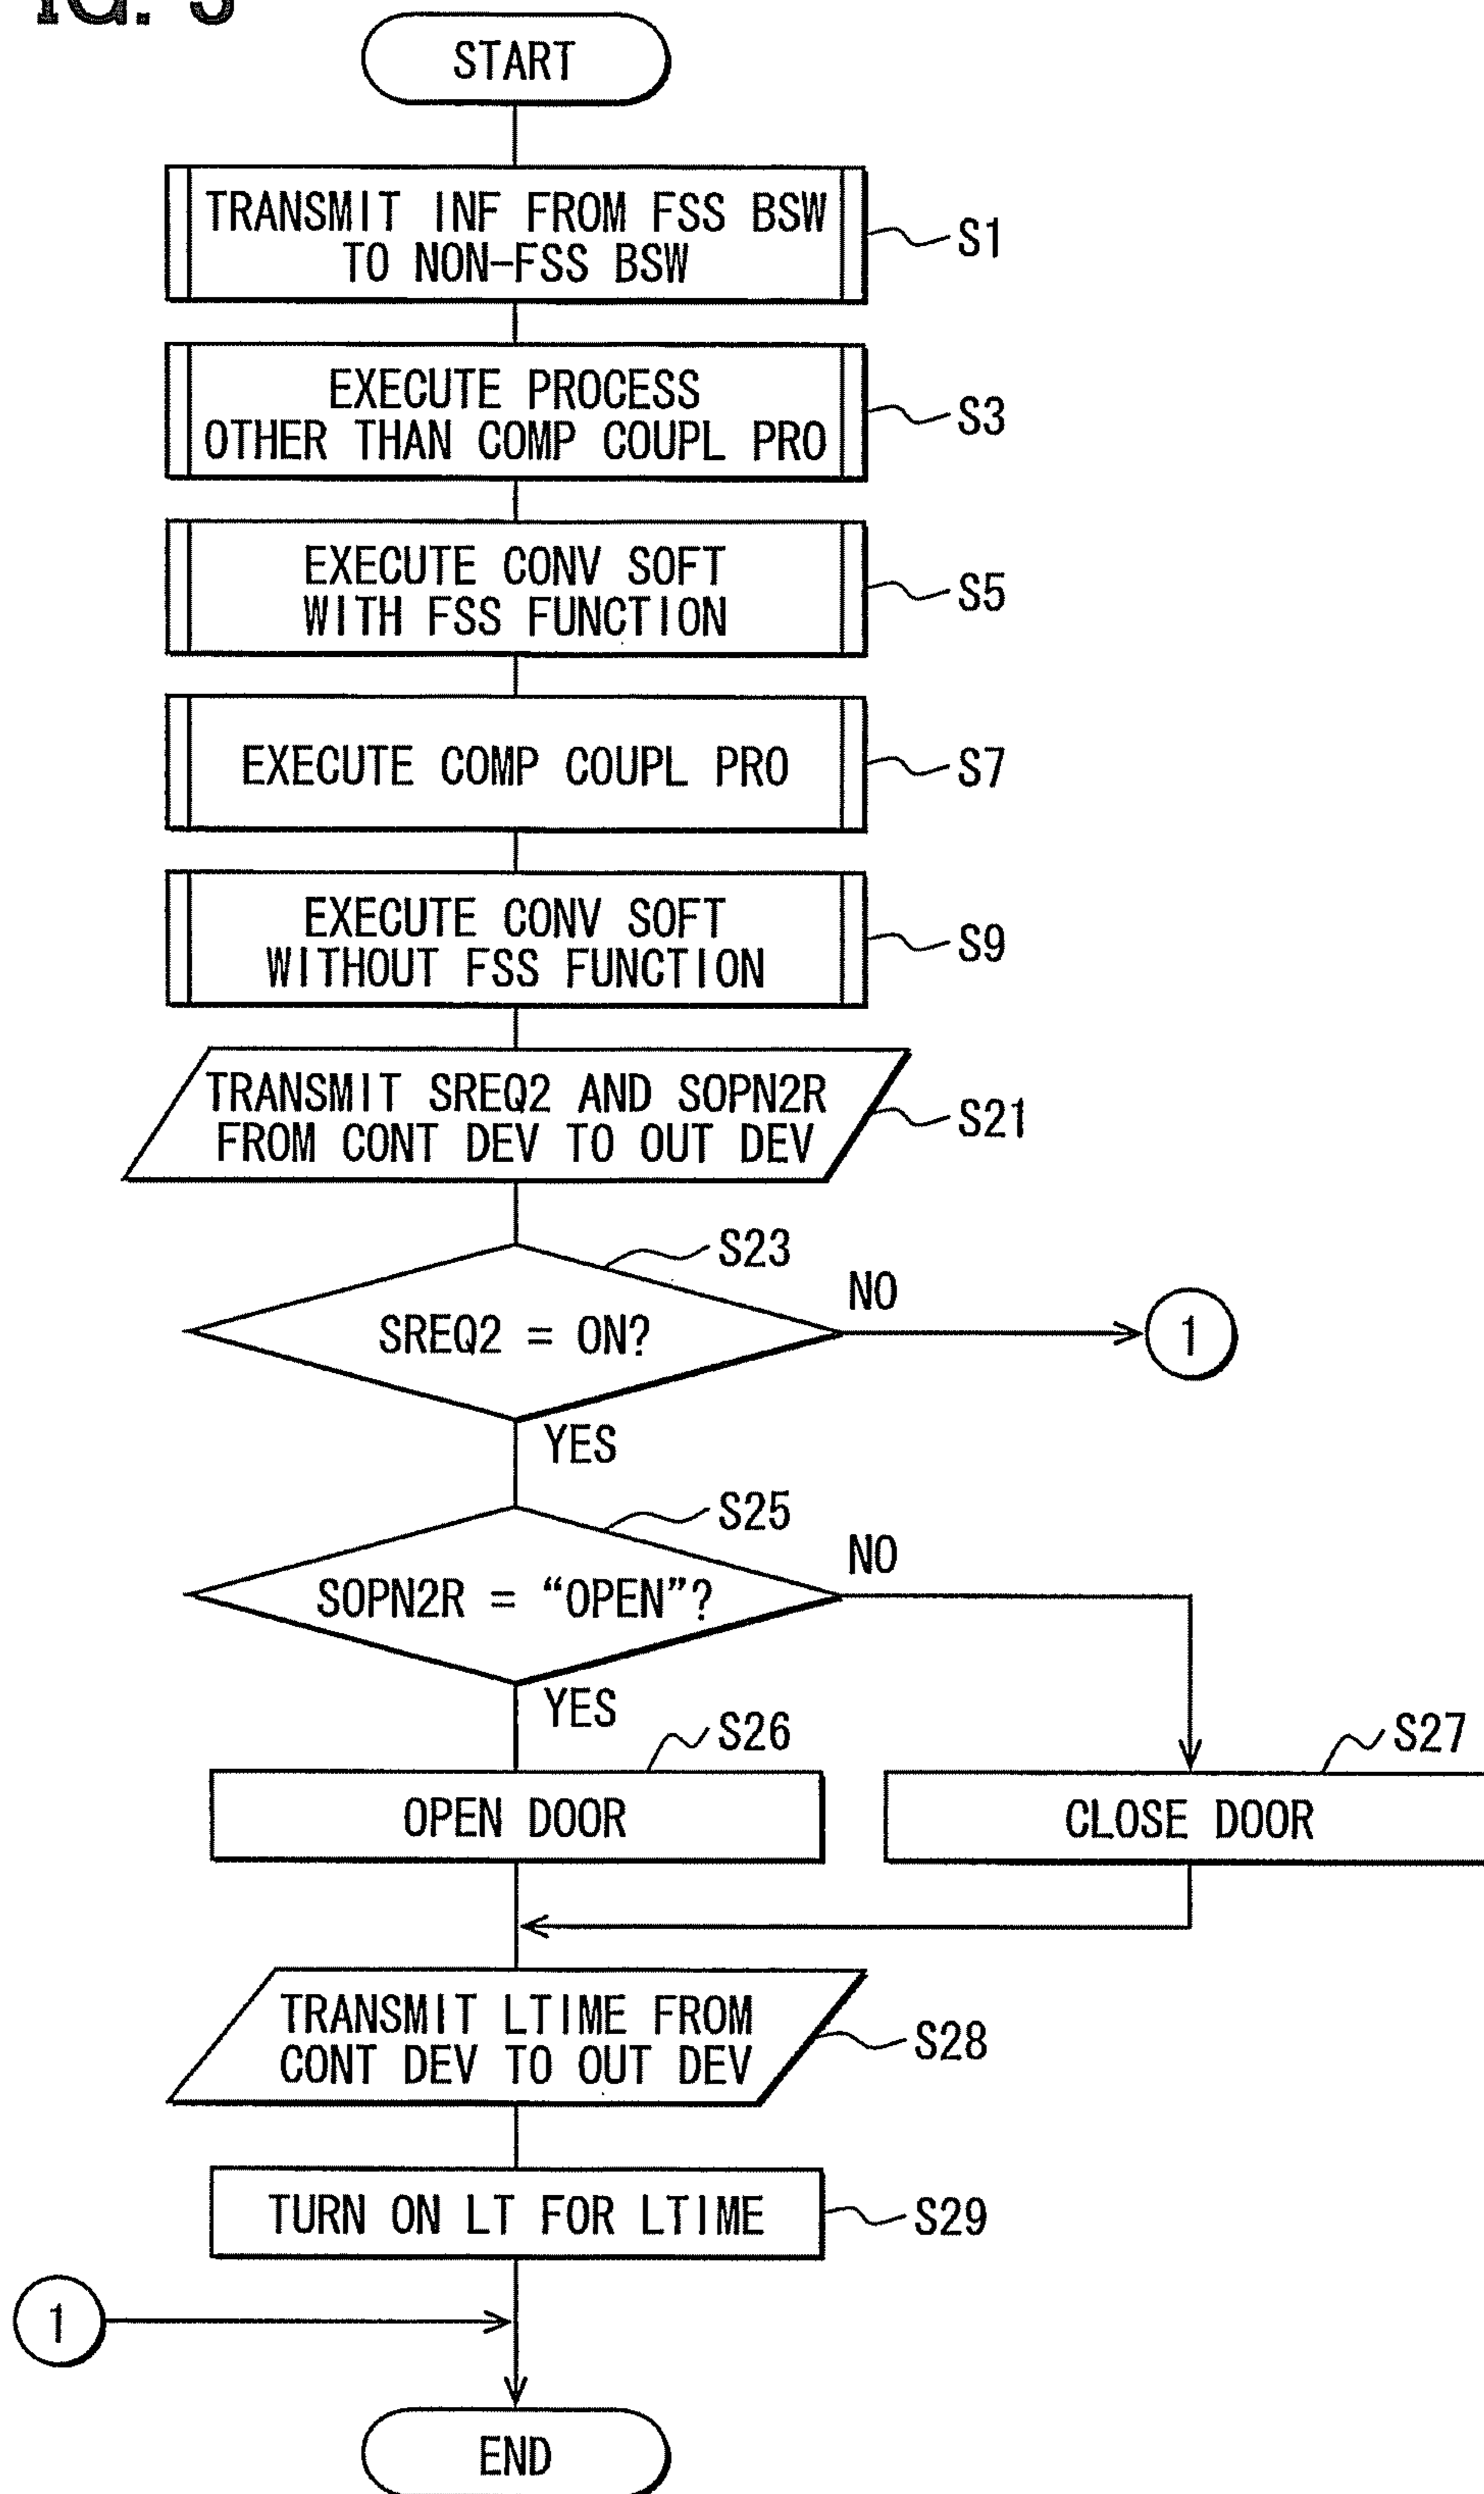 START
TRANSMIT INF FROM FSS BSW
TO NON-FSS BSW
S1
EXECUTE PROCESS
OTHER THAN COMP COUPL PRO
S3
EXECUTE CONV SOFT
WITH FSS FUNCTION
S5
EXECUTE COMP COUPL PRO
S7
EXECUTE CONV SOFT
WITHOUT FSS FUNCTION
S9
TRANSMIT SREQ2 AND SOPN2R
FROM CONT DEV TO OUT DEV
S21
S23
SREQ2 = ON?
NO
1
YES
S25
SOPN2R = “OPEN”?
NO
YES
S26
OPEN DOOR
S27
CLOSE DOOR
TRANSMIT LTIME FROM
CONT DEV TO OUT DEV
S28
TURN ON LT FOR LTIME
S29
1
END